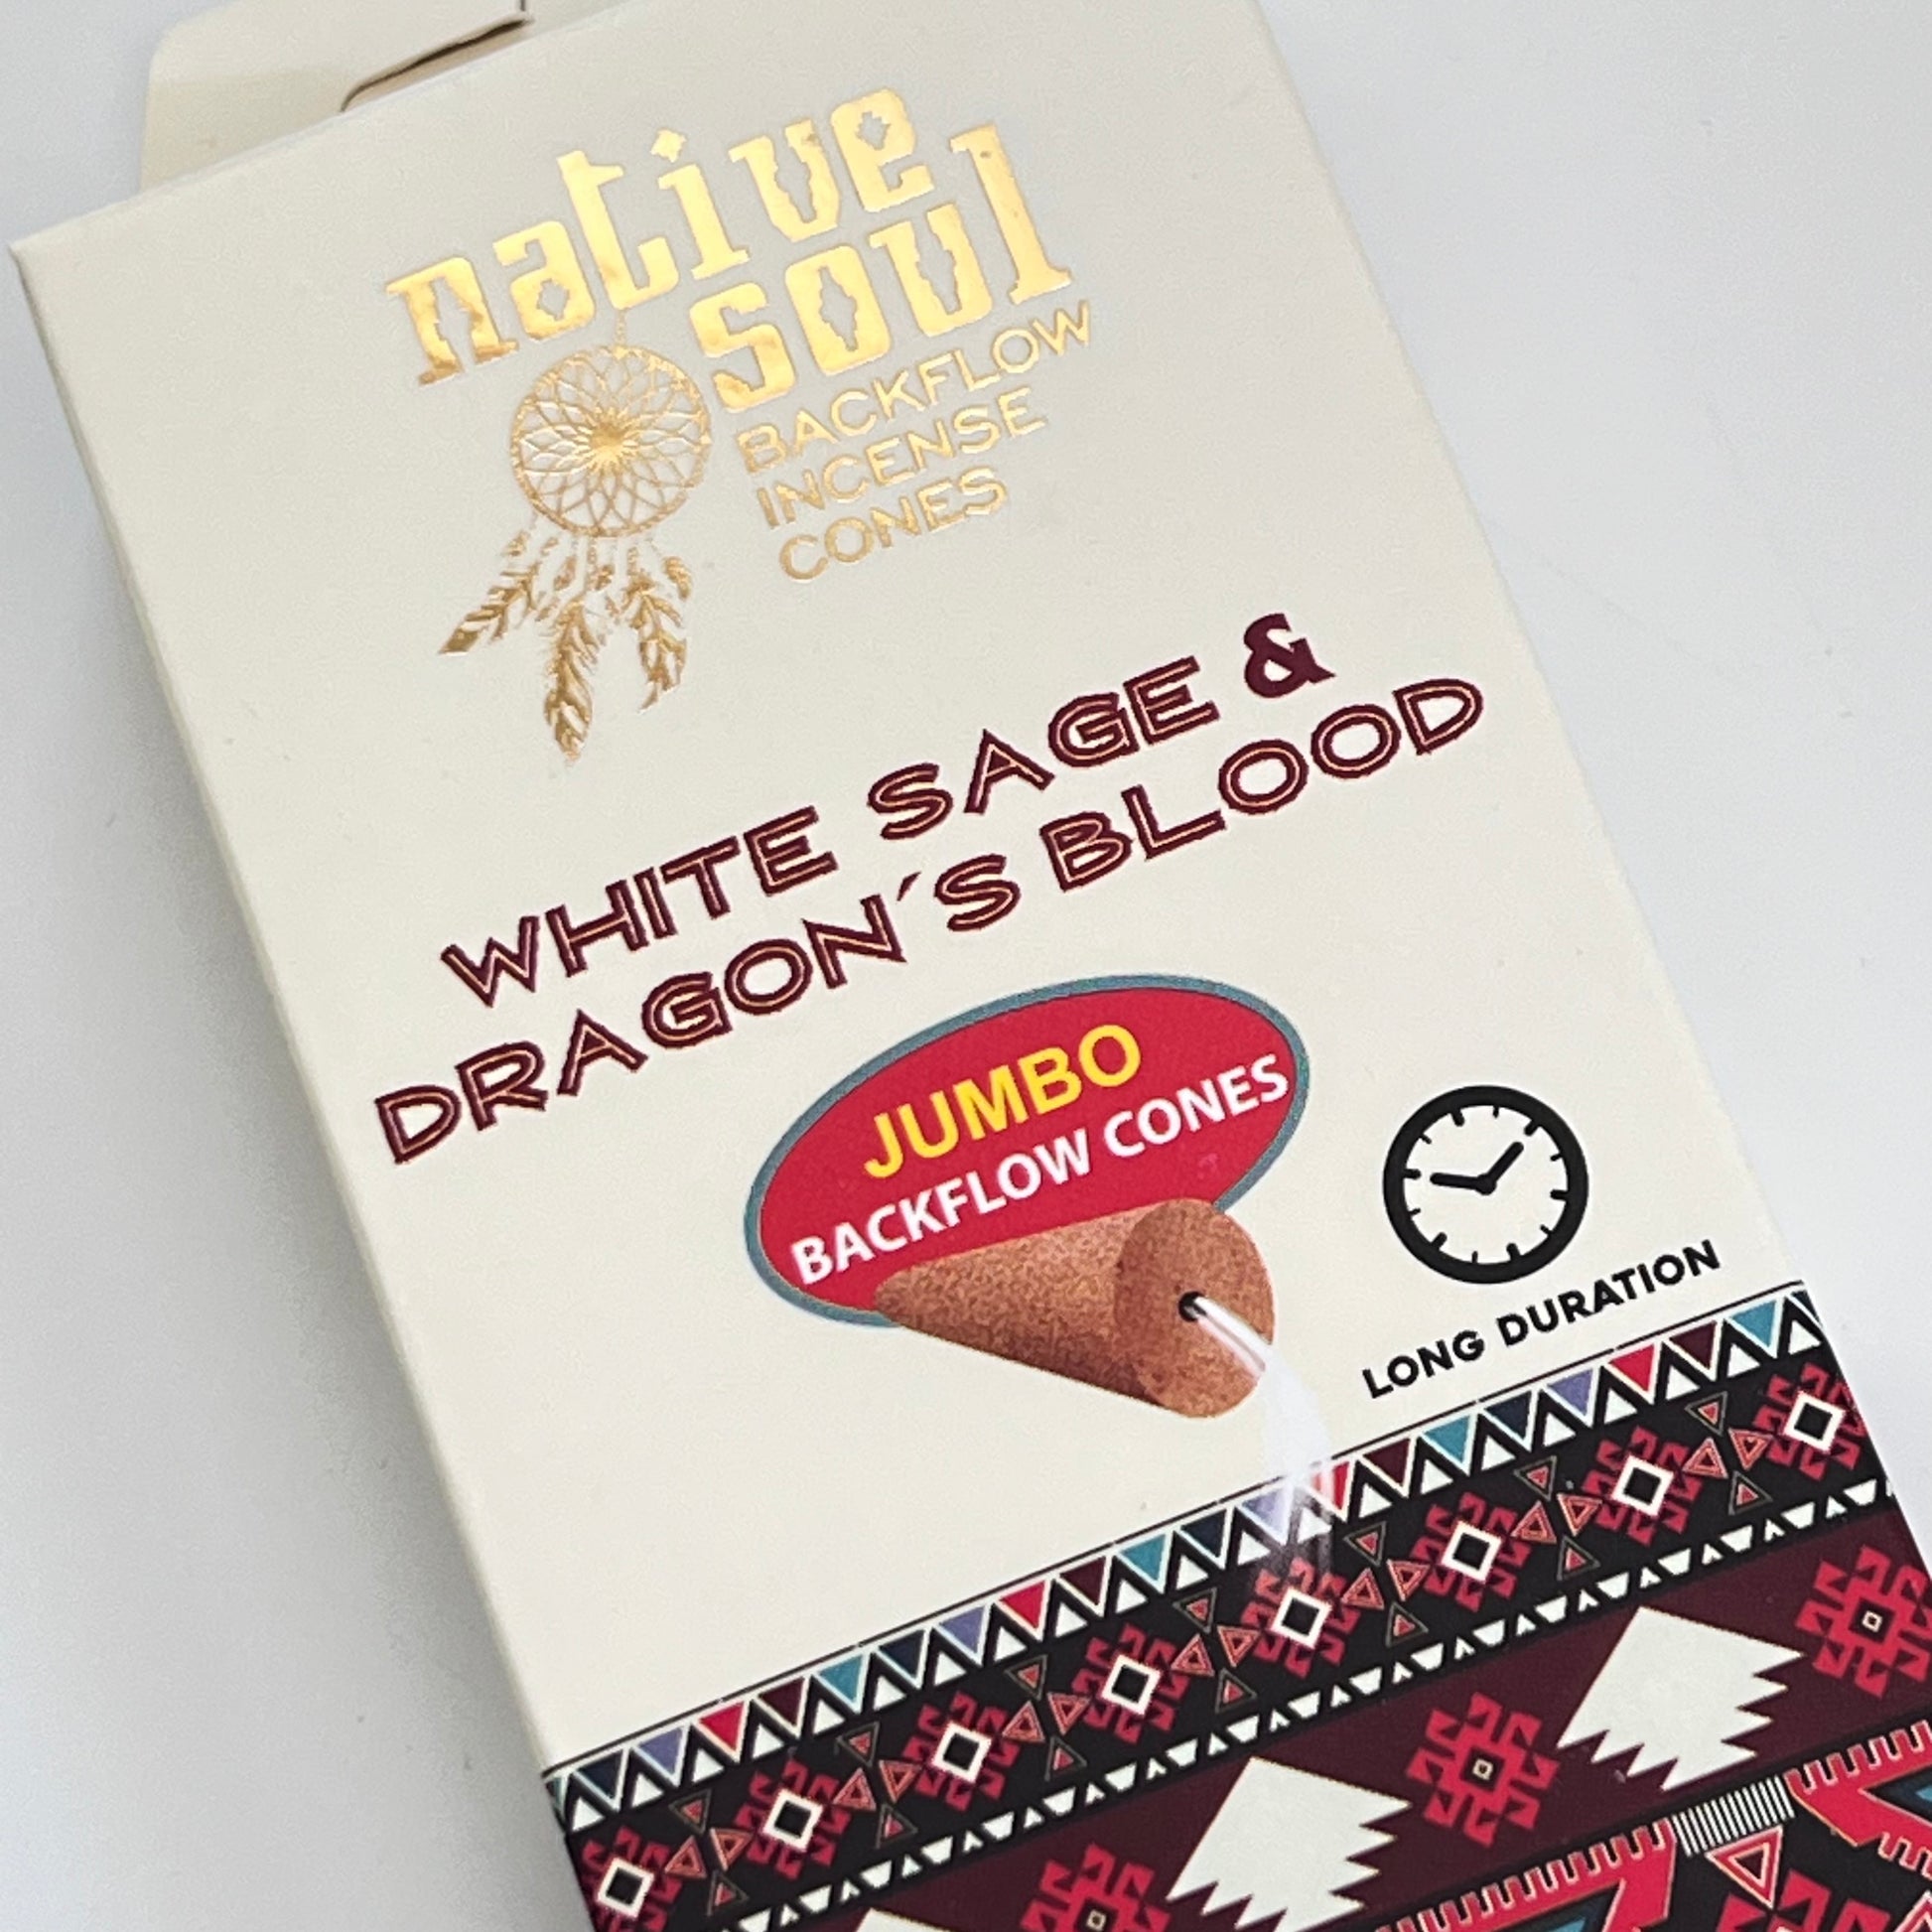 native
soul
BACKFLOW
INCENSE
CONES
WHITE SAGE &
DRAGON´S BLOOD
JUMBO
BACKFLOW CONES
LONG DURATION